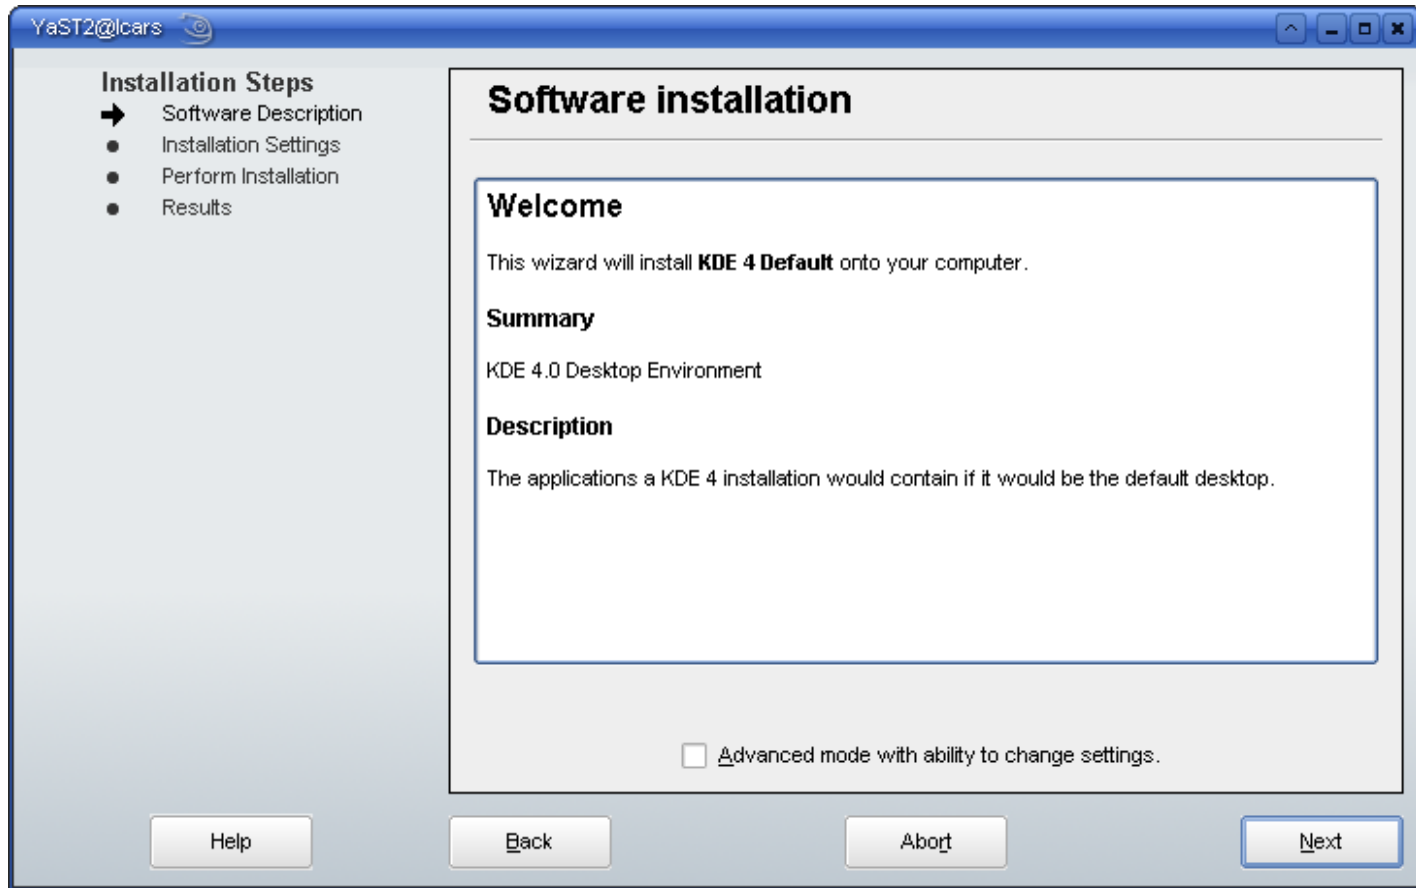 YaST2@lcars
Installation Steps
Software Description
Installation Settings
Perform Installation
Results
Software installation
Welcome
This wizard will install KDE 4 Default onto your computer.
Summary
KDE 4.0 Desktop Environment
Description
The applications a KDE 4 installation would contain if it would be the default desktop.
Advanced mode with ability to change settings.
Help
Back
Abort
Next